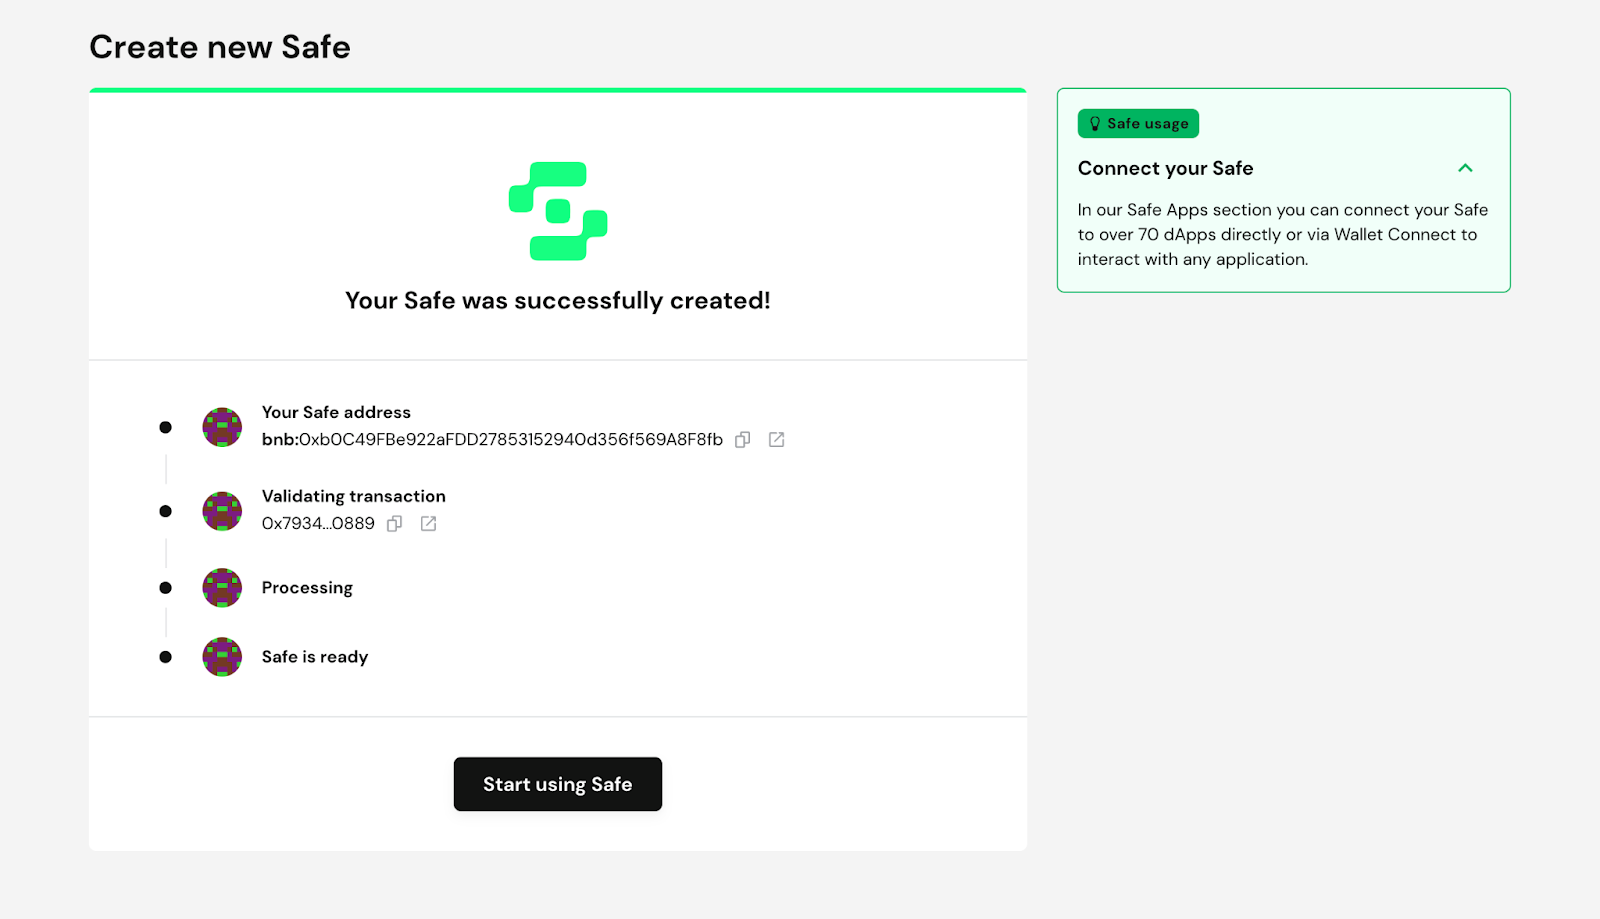 Create new Safe
Your Safe was successfully created!
Your Safe address
bnb:0xb0C49FBe922aFDD27853152940d356f569A8F8fb
Validating transaction
0x7934...0889
Processing
Safe is ready
Start using Safe
Safe usage
Connect your Safe
In our Safe Apps section you can connect your Safe
to over 70 dApps directly or via Wallet Connect to
interact with any application.